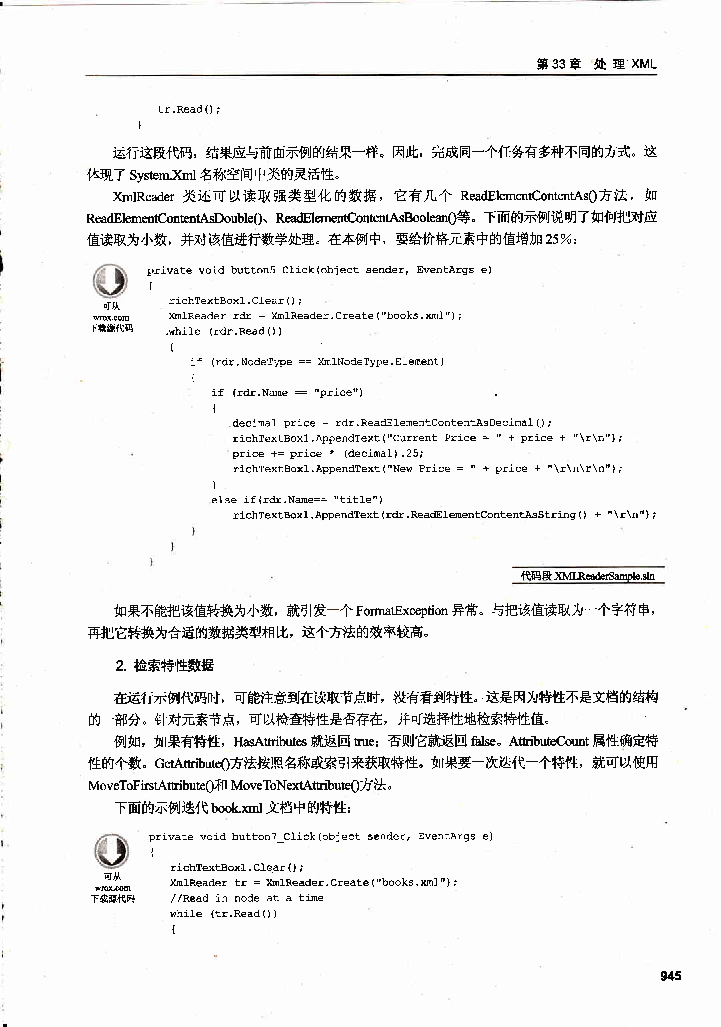 第33章 处 理 XML
tr.Read();
}
运行这段代码，结果应与前面示例的结果一样。因此，完成同一个任务有多种不同的方式。这
体现了 System.Xml 名称空间中类的灵活性。
XmlReader 类还可以读取强类型化的数据，它有几个 ReadElementContentAs()方法，如
ReadElementContentAsDouble()、ReadElementContentAsBoolean()等。下面的示例说明了如何把对应
值读取为小数，并对该值进行数学处理。在本例中，要给价格元素中的值增加 25%：
private void button5_Click(object sender, EventArgs e)
{
可从
wrox.com
下载源代码
richTextBox1.Clear();
XmlReader rdr = XmlReader.Create("books.xml");
while (rdr.Read())
{
if (rdr.NodeType == XmlNodeType.Element)
{
if (rdr.Name == "price")
{
decimal price = rdr.ReadElementContentAsDecimal();
richTextBox1.AppendText("Current Price = " + price + "\r\n");
price += price * (decimal).25;
richTextBox1.AppendText("New Price = " + price + "\r\n\r\n");
}
else if(rdr.Name== "title")
richTextBox1.AppendText(rdr.ReadElementContentAsString() + "\r\n");
}
}
}
代码段 XMLReaderSample.sln
如果不能把该值转换为小数，就引发一个 FormatException 异常。与把该值读取为一个字符串，
再把它转换为合适的数据类型相比，这个方法的效率较高。
2. 检索特性数据
在运行示例代码时，可能注意到在读取节点时，没有看到特性。这是因为特性不是文档的结构
的一部分。针对元素节点，可以检查特性是否存在，并可选择性地检索特性值。
例如，如果有特性，HasAttributes 就返回 true；否则它就返回 false。AttributeCount 属性确定特
性的个数。GetAttribute()方法按照名称或索引来获取特性。如果要一次迭代一个特性，就可以使用
MoveToFirstAttribute()和 MoveToNextAttribute()方法。
下面的示例迭代 book.xml 文档中的特性：
private void button7_Click(object sender, EventArgs e)
{
可从
wrox.com
下载源代码
richTextBox1.Clear();
XmlReader tr = XmlReader.Create("books.xml");
//Read in node at a time
while (tr.Read())
{
945